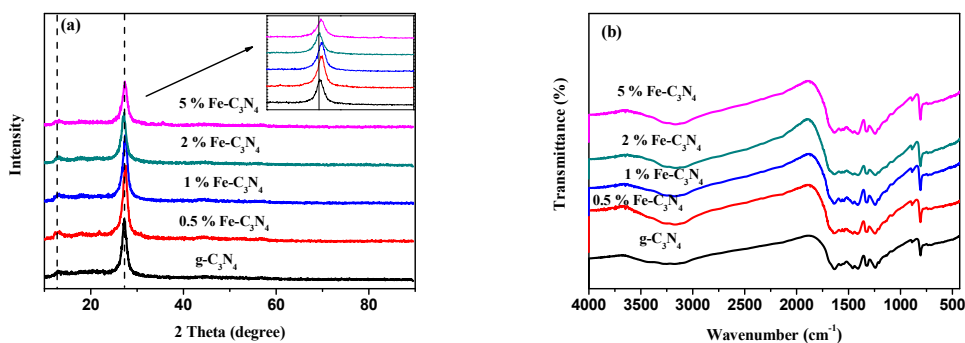 (a)
5 % Fe-C₃N₄
2 % Fe-C₃N₄
1 % Fe-C₃N₄
0.5 % Fe-C₃N₄
g-C₃N₄
Intensity
20
40
60
80
2 Theta (degree)
(b)
5 % Fe-C₃N₄
2 % Fe-C₃N₄
1 % Fe-C₃N₄
0.5 % Fe-C₃N₄
g-C₃N₄
Transmittance (%)
4000 3500 3000 2500 2000 1500 1000 500
Wavenumber (cm⁻¹)